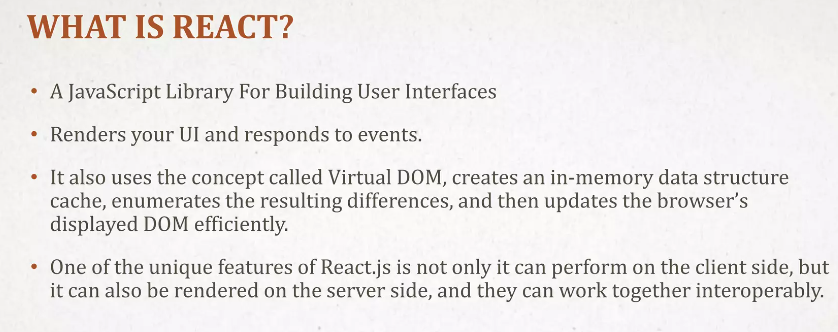 WHAT IS REACT?
• A JavaScript Library For Building User Interfaces
• Renders your UI and responds to events.
• It also uses the concept called Virtual DOM, creates an in-memory data structure
cache, enumerates the resulting differences, and then updates the browser’s
displayed DOM efficiently.
• One of the unique features of React.js is not only it can perform on the client side, but
it can also be rendered on the server side, and they can work together interoperably.